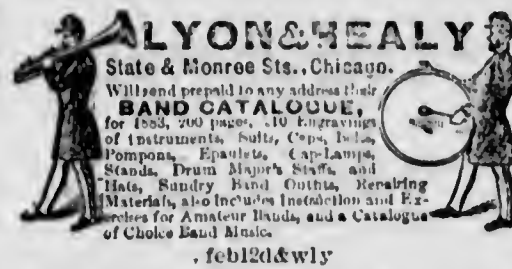 LYON & HEALY
State & Monroe Sts., Chicago.
Will send prepaid to any address their
BAND CATALOGUE,
for 1883, 200 pages, 210 Engravings
of Instruments, Suits, Caps, Belts,
Pompons, Epaulets, Cap-Lamps,
Stands, Drum Major's Staffs, and
Hats, Sundry Band Outfits, Repairing
Materials, also includes Instruction and Ex-
ercises for Amateur Bands, and a Catalogue
of Choice Band Music.
feb12d&wly